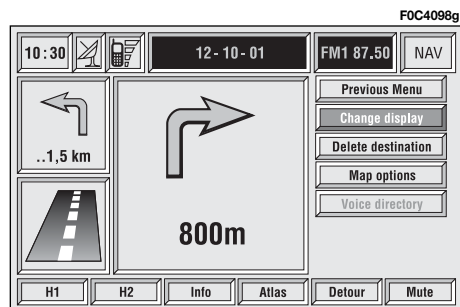 F0C4098g
10:30 12-10-01 FM1 87.50 NAV
Previous Menu
Change display
..1,5 km
Delete destination
Map options
Voice directory
800m
H1 H2 Info Atlas Detour Mute